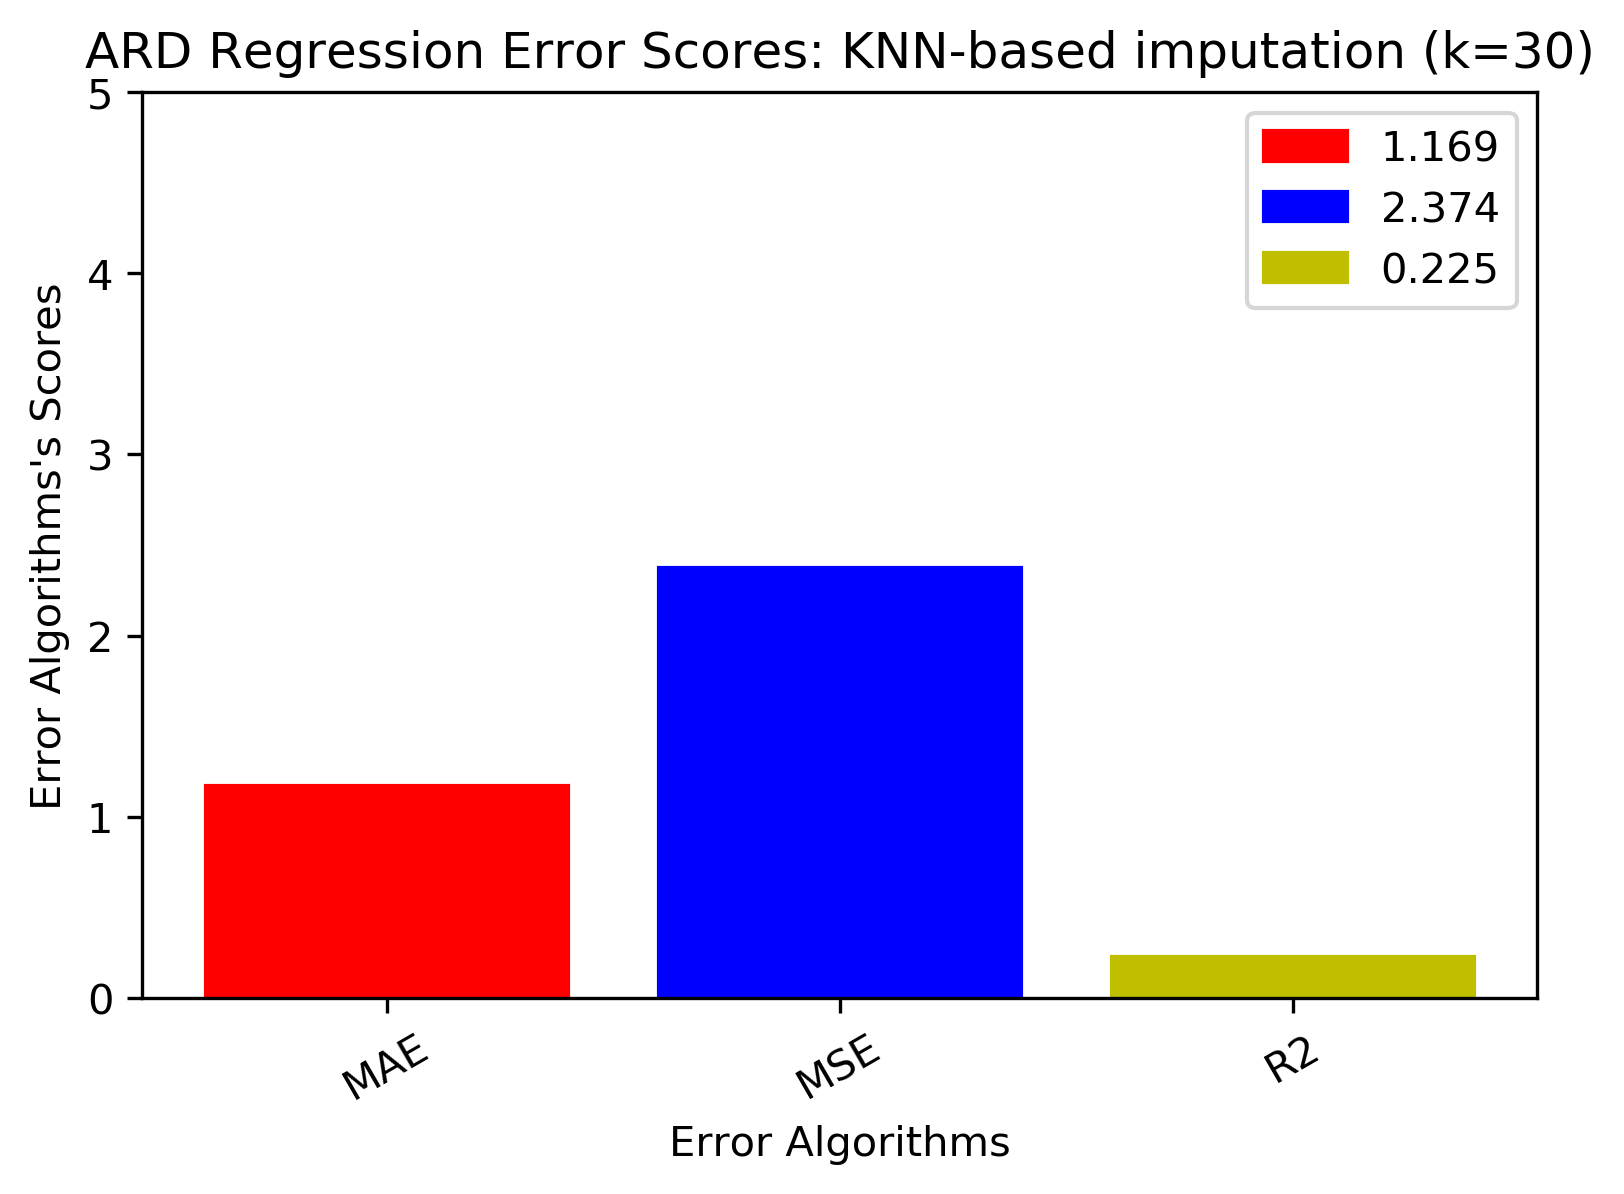 ARD Regression Error Scores: KNN-based imputation (k=30)
1.169
2.374
0.225
5
4
3
2
1
0
Error Algorithms's Scores
MAE
MSE
R2
Error Algorithms